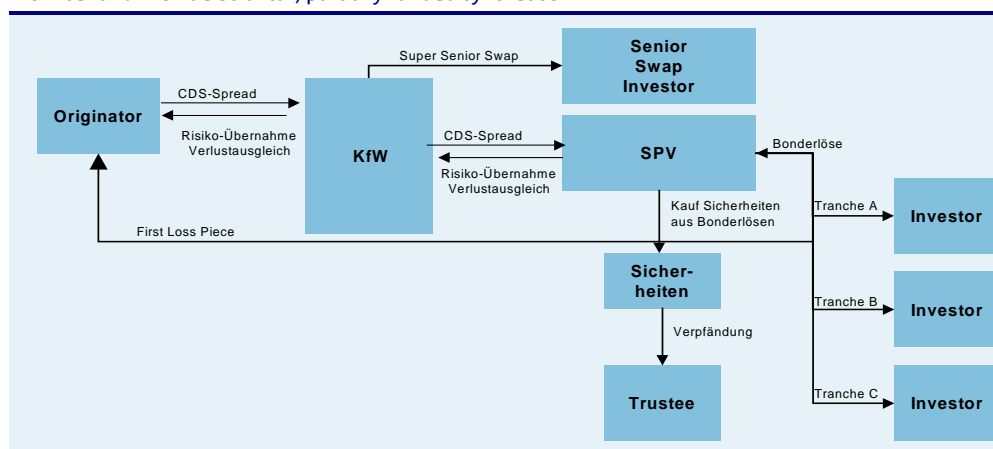 Senior
Swap
Investor
Super Senior Swap
Originator
CDS-Spread
Risiko-Übernahme
Verlustausgleich
KfW
CDS-Spread
Risiko-Übernahme
Verlustausgleich
SPV
Bonderlöse
Kauf Sicherheiten
aus Bonderlösen
Tranche A
Investor
First Loss Piece
Sicher-
heiten
Tranche B
Investor
Verpfändung
Trustee
Tranche C
Investor